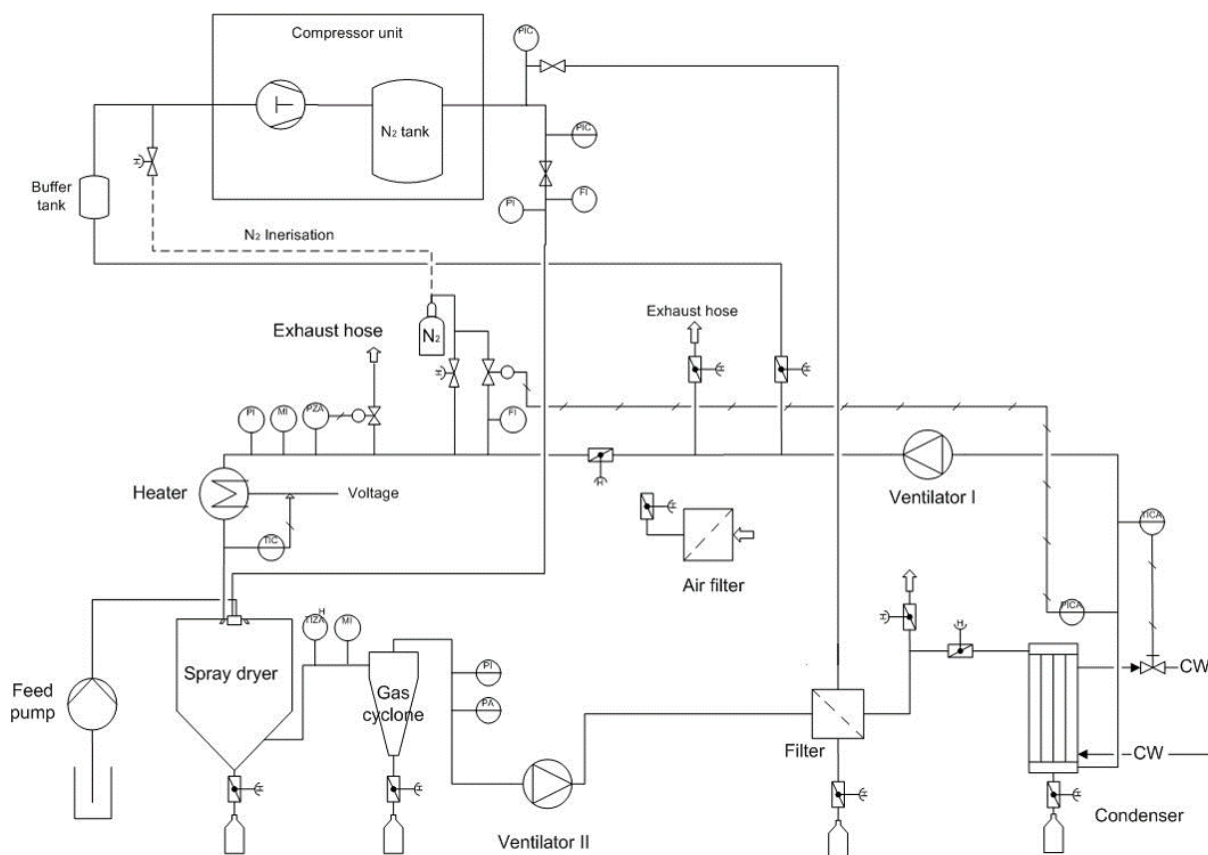 Compressor unit
PIC
N₂ tank
PIC
H
Buffer
tank
PI
FI
N₂ Inerisation
N₂
Exhaust hose
Exhaust hose
H
H
H
H
PI
MI
PZA
FI
H
Ventilator I
Heater
Voltage
H
TICA
TIC
Air filter
PICA
H
H
H
TIZA
MI
Spray dryer
Gas
cyclone
PI
PA
CW
Feed
pump
Filter
CW
H
H
H
H
Ventilator II
Condenser